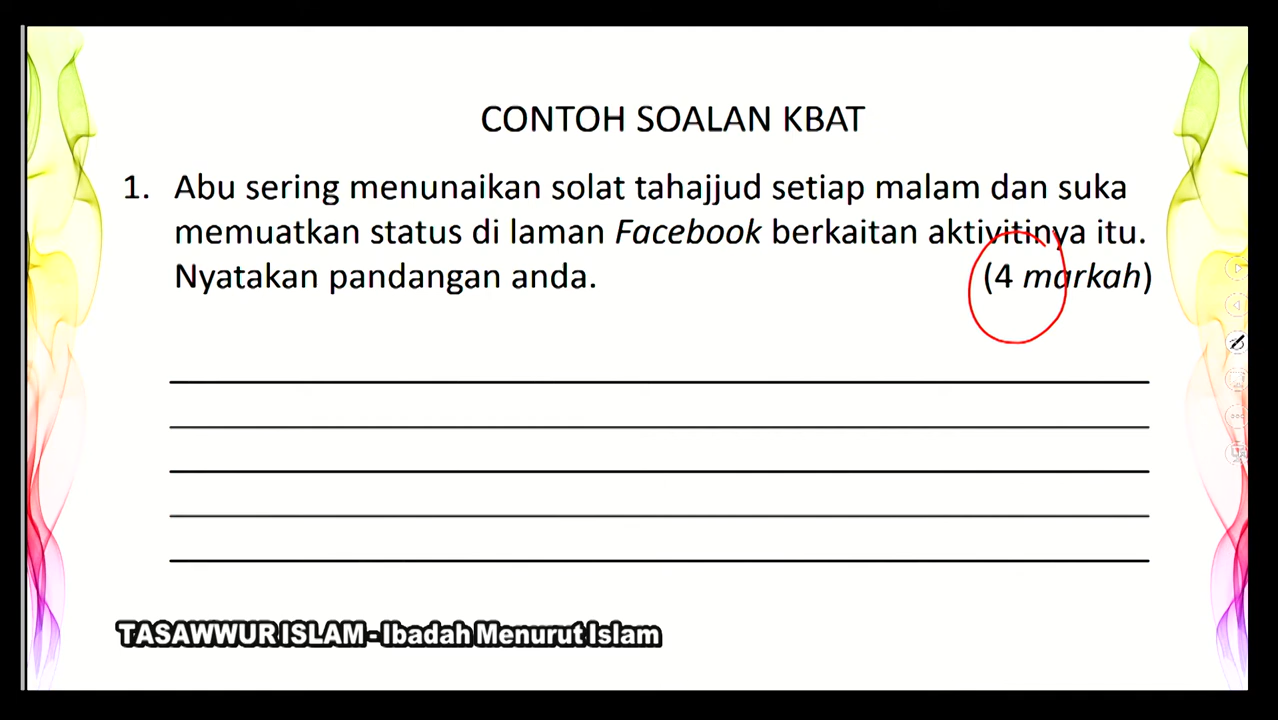 CONTOH SOALAN KBAT
1. Abu sering menunaikan solat tahajjud setiap malam dan suka
memuatkan status di laman Facebook berkaitan aktivitinya itu.
Nyatakan pandangan anda. (4 markah)
TASAWWUR ISLAM - Ibadah Menurut Islam